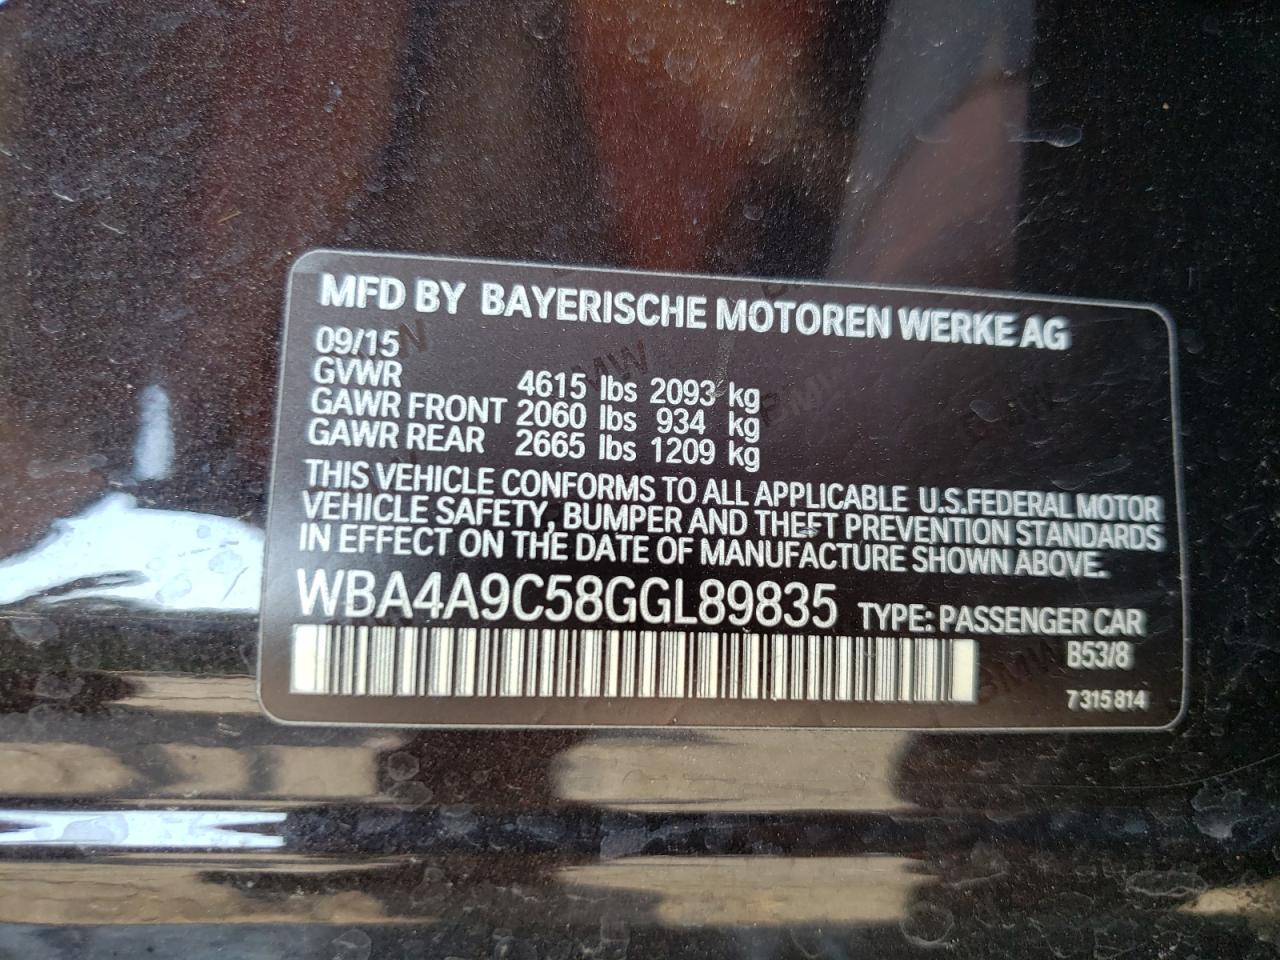 MFD BY BAYERISCHE MOTOREN WERKE AG
09/15
GVWR 4615 lbs 2093 kg
GAWR FRONT 2060 lbs 934 kg
GAWR REAR 2665 lbs 1209 kg
THIS VEHICLE CONFORMS TO ALL APPLICABLE U.S.FEDERAL MOTOR
VEHICLE SAFETY, BUMPER AND THEFT PREVENTION STANDARDS
IN EFFECT ON THE DATE OF MANUFACTURE SHOWN ABOVE.
WBA4A9C58GGL89835 TYPE: PASSENGER CAR
B53/8
7 315 814